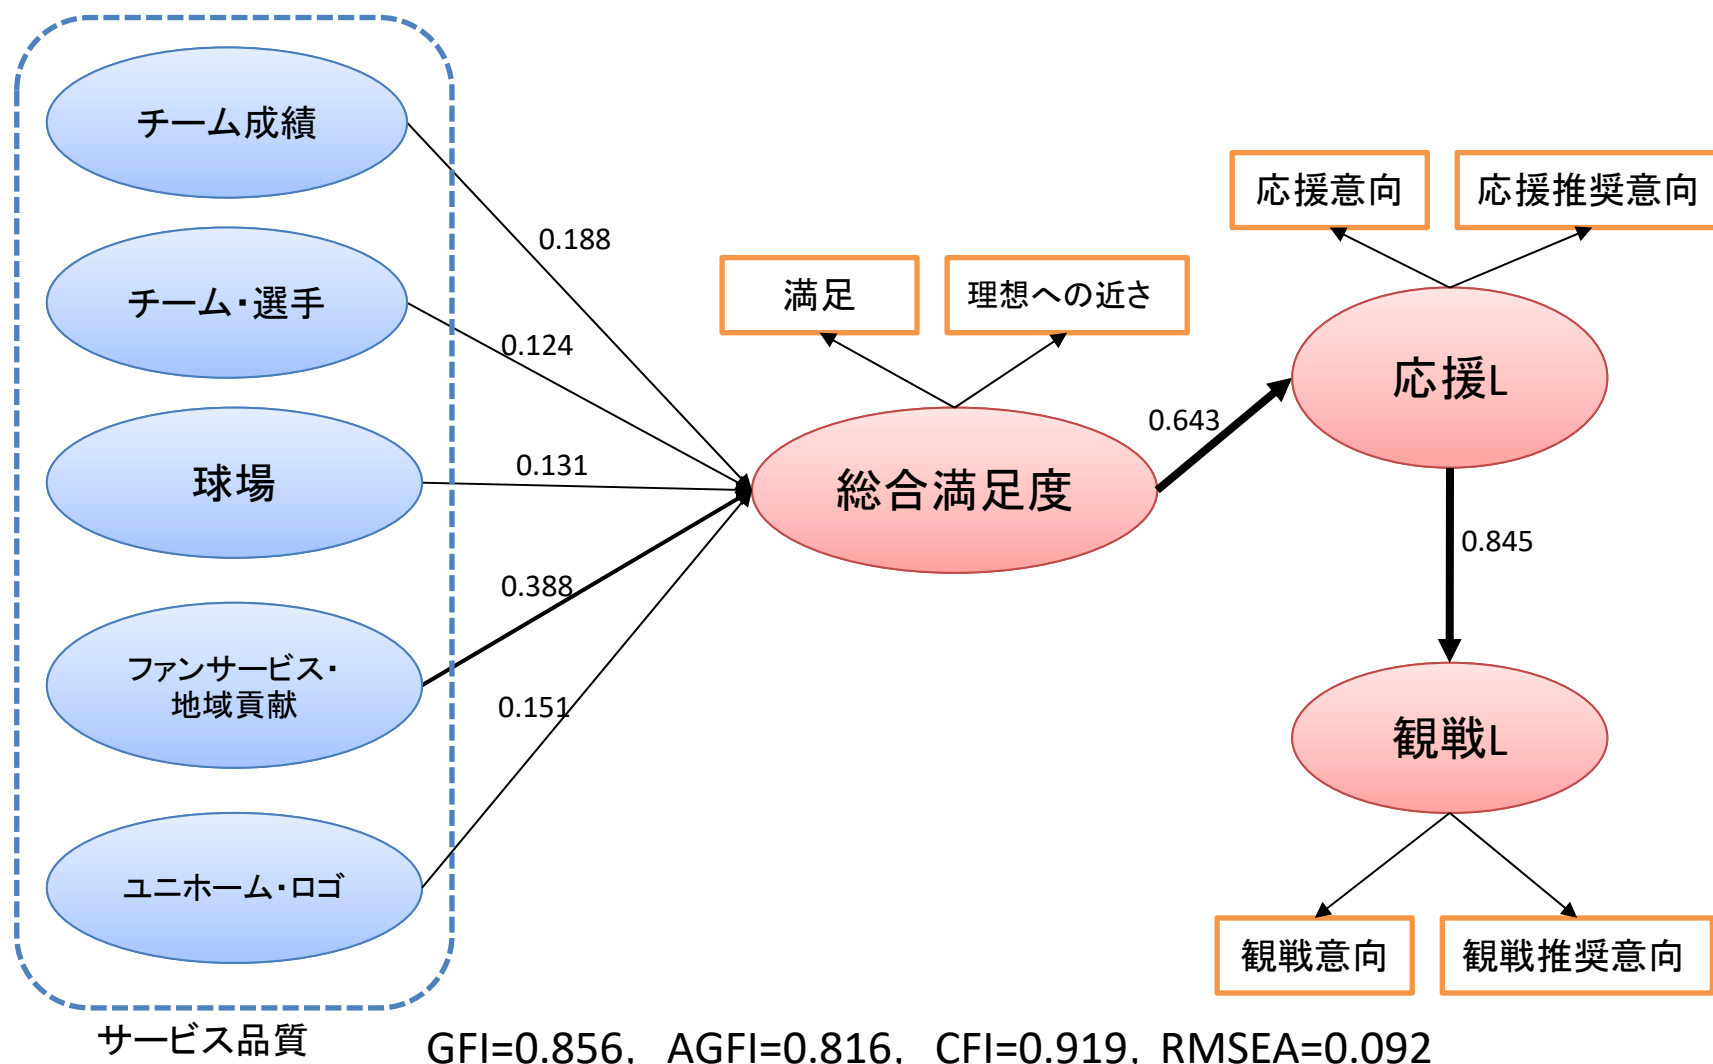 チーム成績
チーム・選手
球場
ファンサービス・
地域貢献
ユニホーム・ロゴ
サービス品質
0.188
0.124
0.131
0.388
0.151
満足
理想への近さ
総合満足度
0.643
応援意向
応援推奨意向
応援L
0.845
観戦L
観戦意向
観戦推奨意向
GFI=0.856, AGFI=0.816, CFI=0.919, RMSEA=0.092